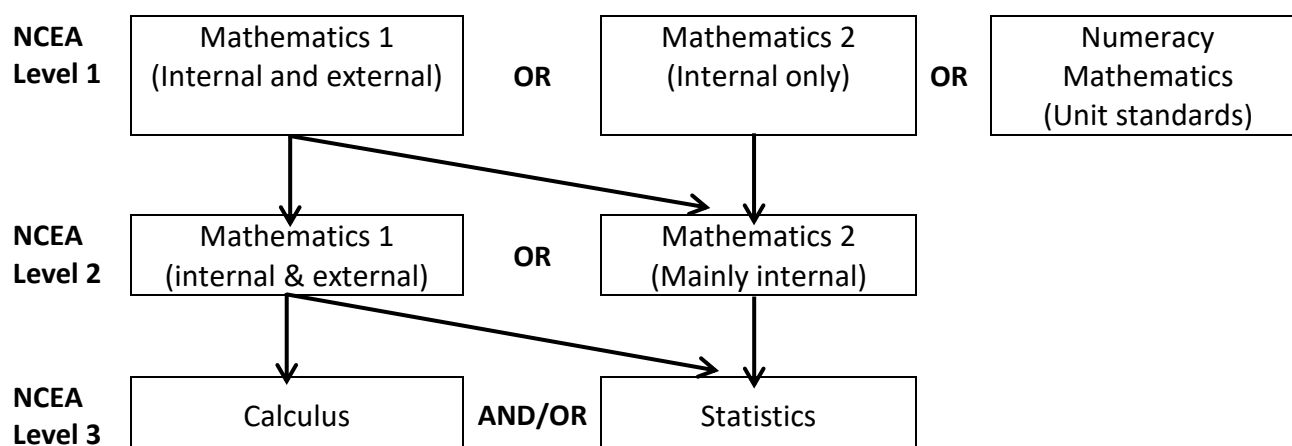 NCEA
Level 1
Mathematics 1
(Internal and external)
OR
Mathematics 2
(Internal only)
OR
Numeracy
Mathematics
(Unit standards)
NCEA
Level 2
Mathematics 1
(internal & external)
OR
Mathematics 2
(Mainly internal)
NCEA
Level 3
Calculus
AND/OR
Statistics